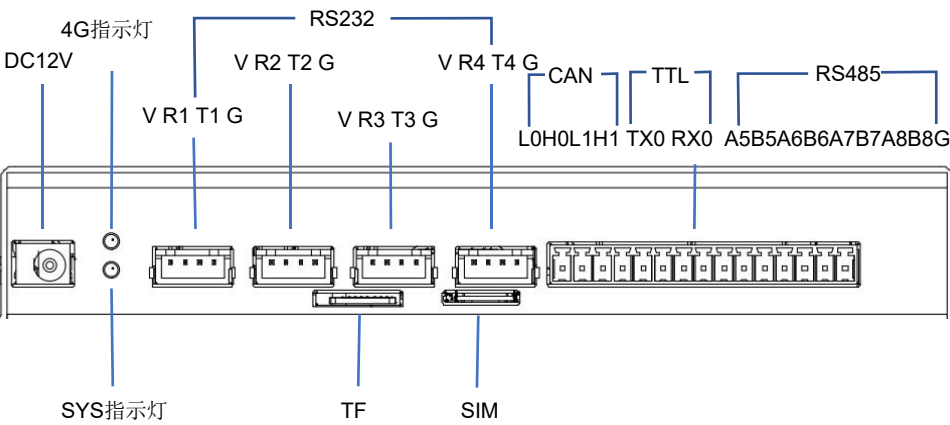 RS232
4G指示灯
DC12V
V R2 T2 G
V R4 T4 G
CAN
TTL
RS485
V R1 T1 G
V R3 T3 G
L0H0L1H1 TX0 RX0 A5B5A6B6A7B7A8B8G
SYS指示灯
TF
SIM